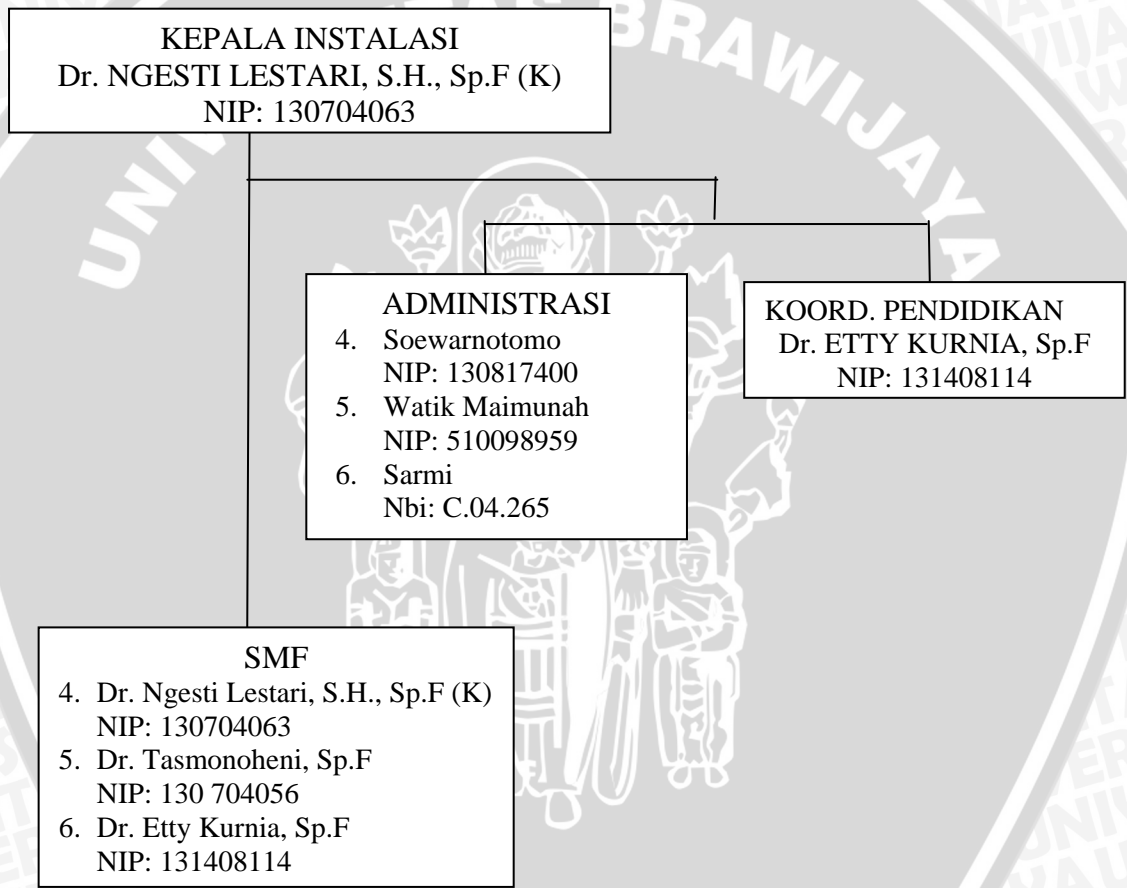 UNIVERSITAS BRAWIJAYA
KEPALA INSTALASI
Dr. NGESTI LESTARI, S.H., Sp.F (K)
NIP: 130704063
ADMINISTRASI
4. Soewarnotomo
NIP: 130817400
5. Watik Maimunah
NIP: 510098959
6. Sarmi
Nbi: C.04.265
KOORD. PENDIDIKAN
Dr. ETTY KURNIA, Sp.F
NIP: 131408114
SMF
4. Dr. Ngesti Lestari, S.H., Sp.F (K)
NIP: 130704063
5. Dr. Tasmonoheni, Sp.F
NIP: 130 704056
6. Dr. Etty Kurnia, Sp.F
NIP: 131408114